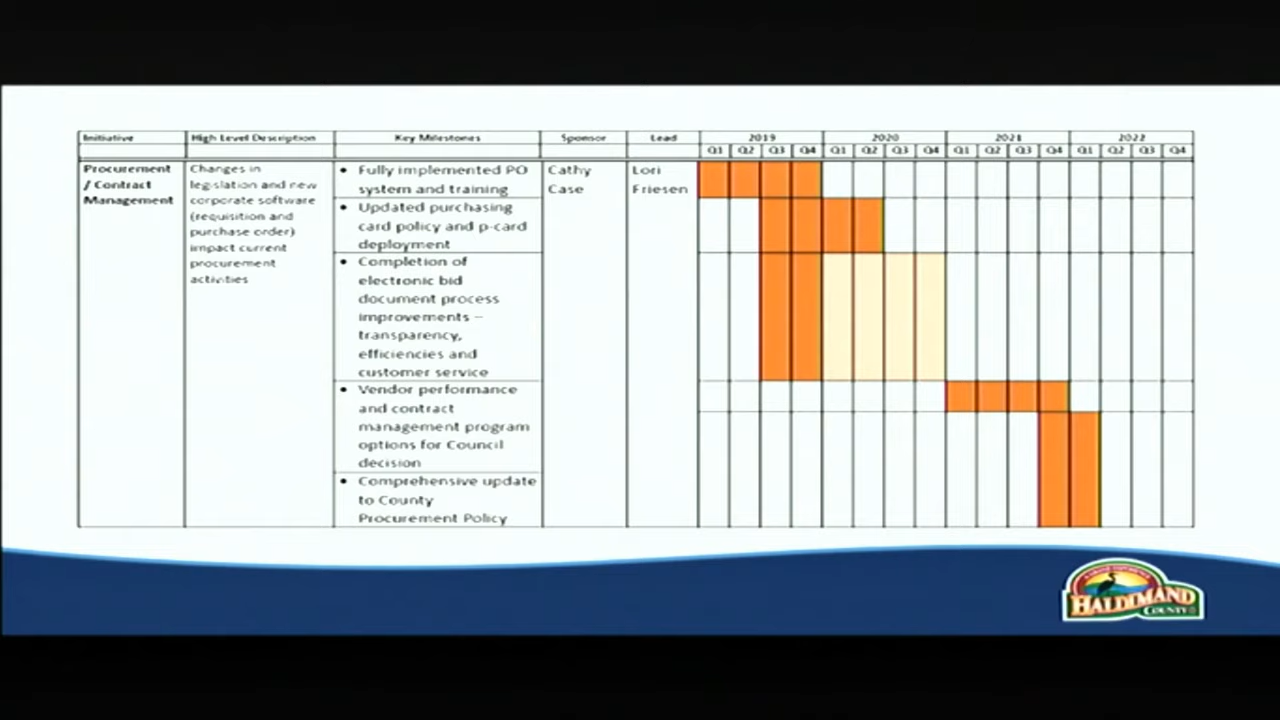 Initiative High Level Description Key Milestones Sponsor Lead 2019 2020 2021 2022
Q1 Q2 Q3 Q4 Q1 Q2 Q3 Q4 Q1 Q2 Q3 Q4 Q1 Q2 Q3 Q4
Procurement
/ Contract
Management
Changes in
legislation and new
corporate software
(requisition and
purchase order)
impact current
procurement
activities
• Fully implemented PO
system and training
• Updated purchasing
card policy and p-card
deployment
• Completion of
electronic bid
document process
improvements –
transparency,
efficiencies and
customer service
• Vendor performance
and contract
management program
options for Council
decision
• Comprehensive update
to County
Procurement Policy
Cathy
Case
Lori
Friesen
HALDIMAND
COUNTY